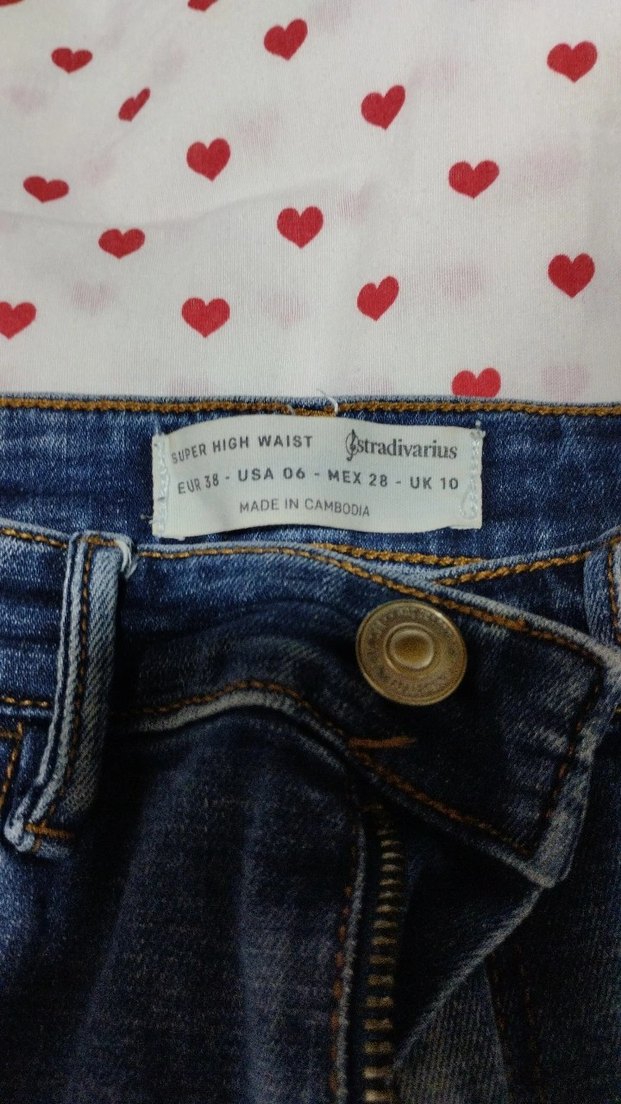 SUPER HIGH WAIST stradivarius
EUR 38 - USA 06 - MEX 28 - UK 10
MADE IN CAMBODIA